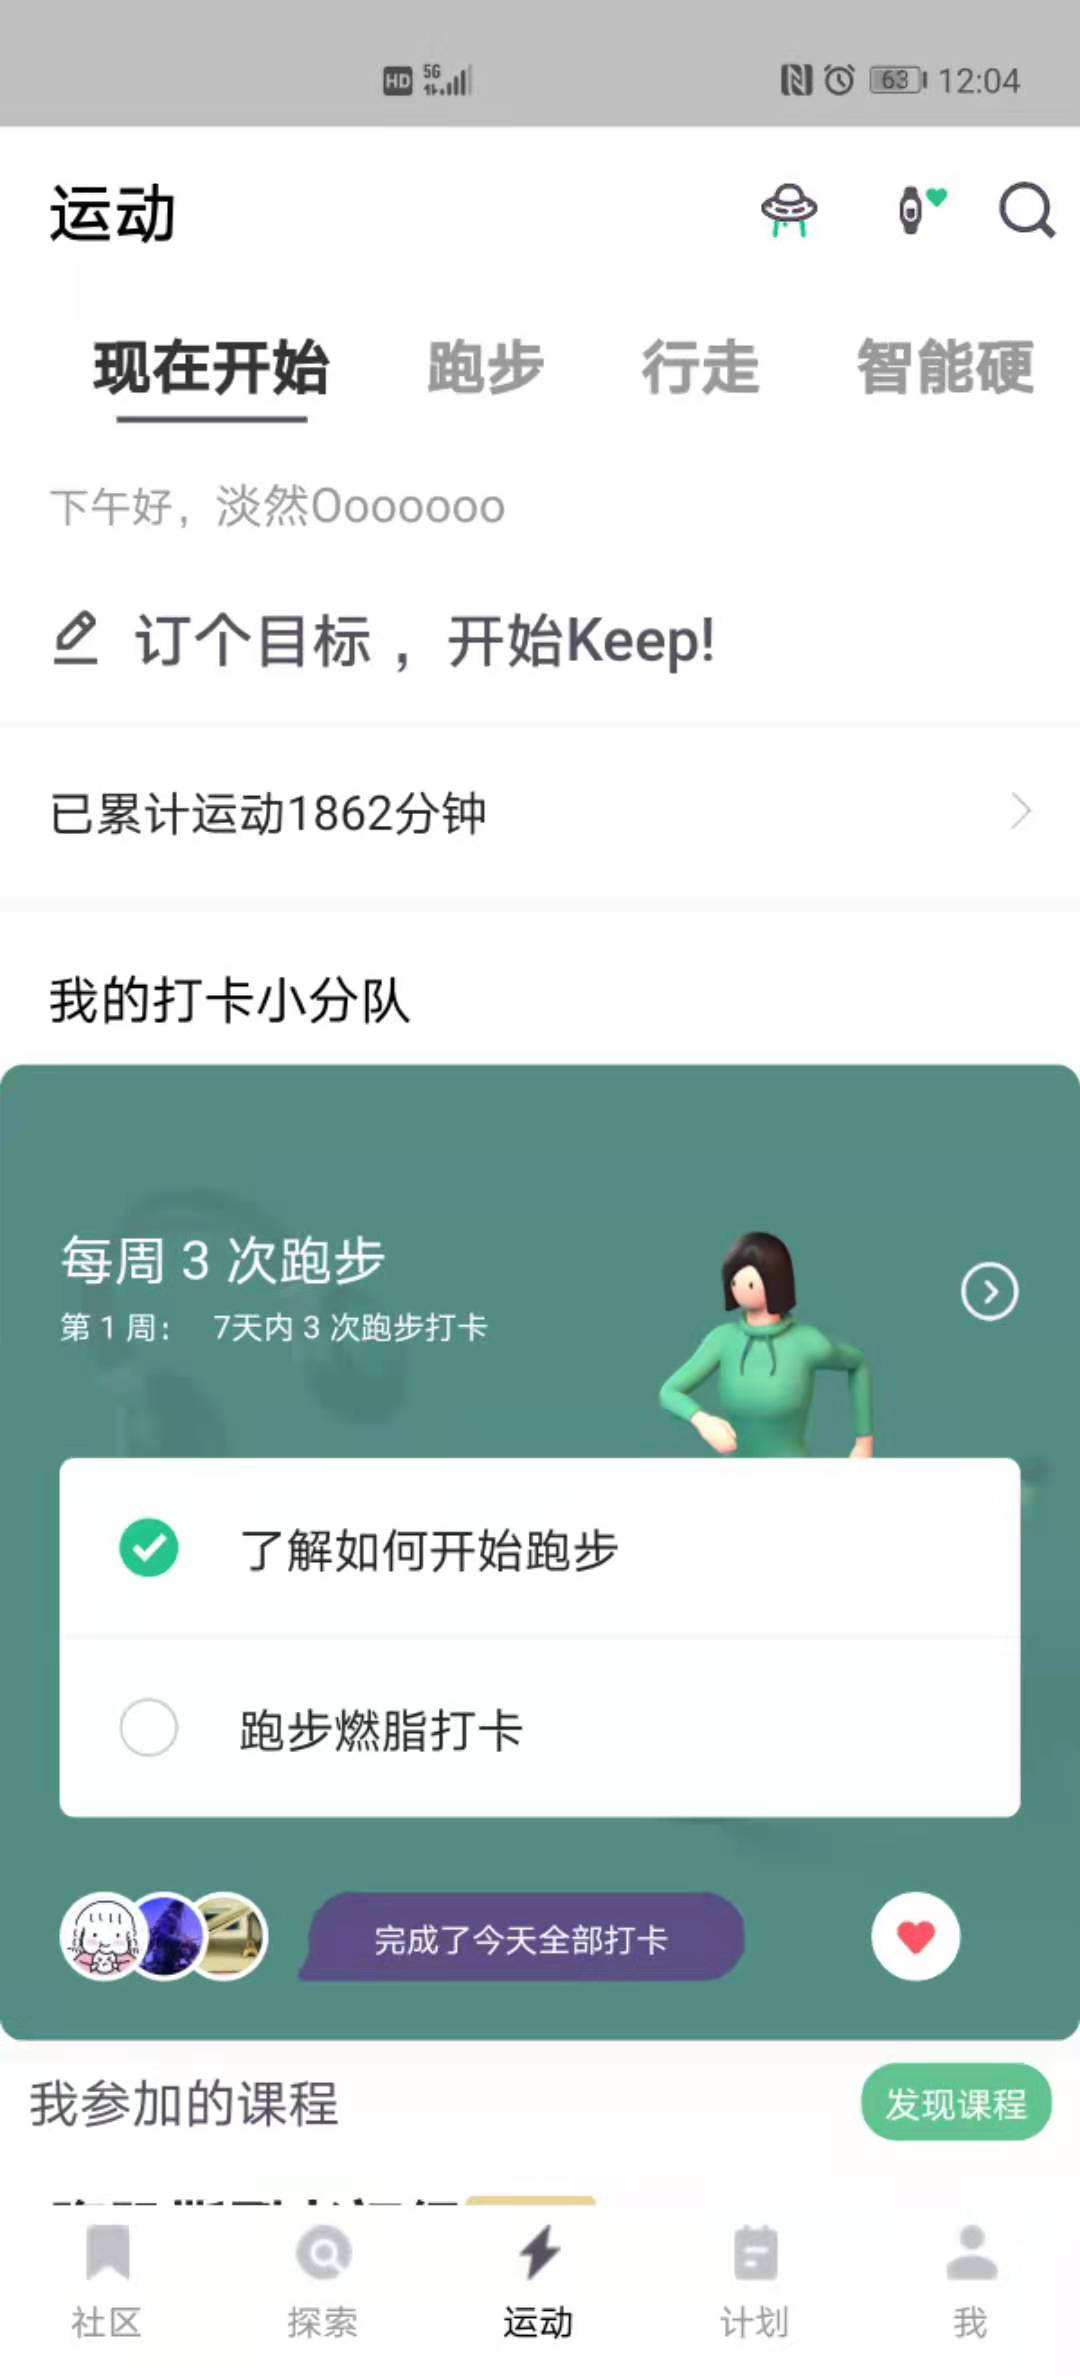 HD 5G 63 12:04
运动
现在开始 跑步 行走 智能硬
下午好，淡然Ooooooo
订个目标，开始Keep!
已累计运动1862分钟
我的打卡小分队
每周 3 次跑步
第 1 周： 7天内 3 次跑步打卡
了解如何开始跑步
跑步燃脂打卡
完成了今天全部打卡
我参加的课程 发现课程
社区 探索 运动 计划 我